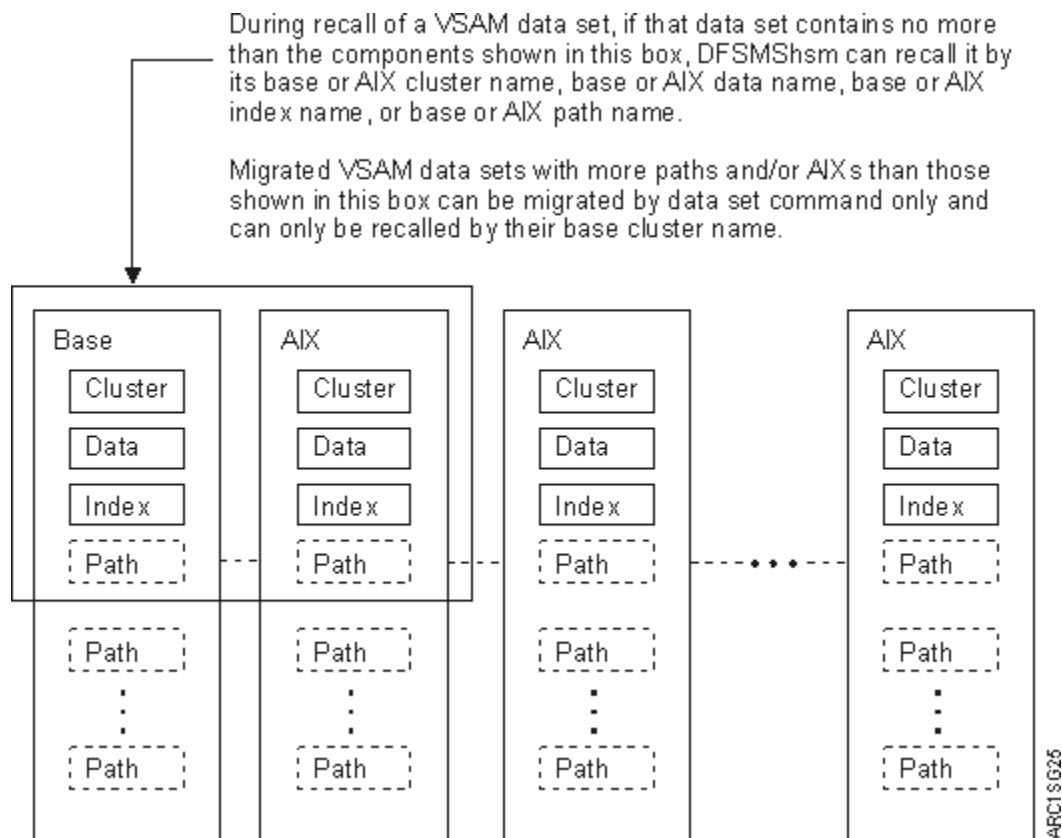 During recall of a VSAM data set, if that data set contains no more
than the components shown in this box, DFSMShsm can recall it by
its base or AIX cluster name, base or AIX data name, base or AIX
index name, or base or AIX path name.
Migrated VSAM data sets with more paths and/or AIXs than those
shown in this box can be migrated by data set command only and
can only be recalled by their base cluster name.
Base AIX AIX AIX
Cluster Cluster Cluster Cluster
Data Data Data Data
Index Index Index Index
Path Path Path Path
Path Path Path Path
Path Path Path Path
ARC1SG25